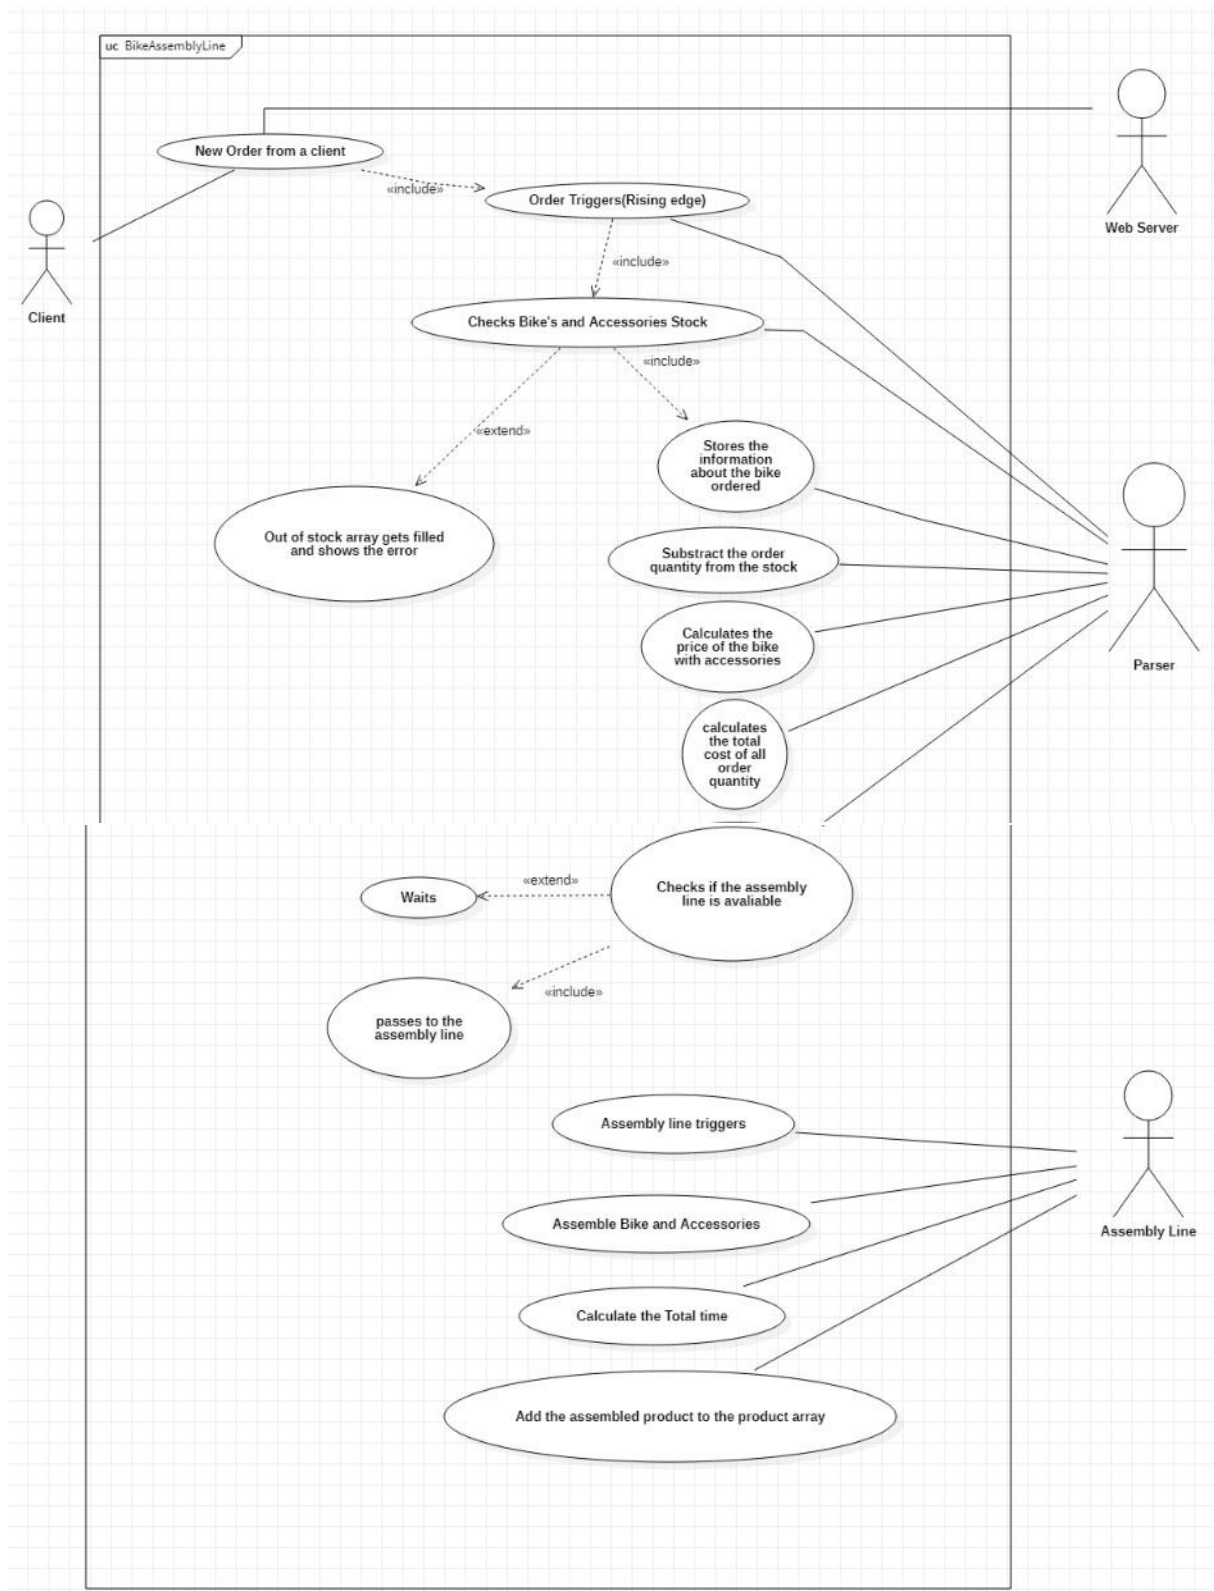 uc BikeAssemblyLine
New Order from a client
«include»
Order Triggers(Rising edge)
Web Server
«include»
Client
Checks Bike's and Accessories Stock
«include»
«extend»
Stores the
information
about the bike
ordered
Out of stock array gets filled
and shows the error
Substract the order
quantity from the stock
Calculates the
price of the bike
with accessories
Parser
calculates
the total
cost of all
order
quantity
Checks if the assembly
line is avaliable
«extend»
Waits
«include»
passes to the
assembly line
Assembly line triggers
Assemble Bike and Accessories
Assembly Line
Calculate the Total time
Add the assembled product to the product array